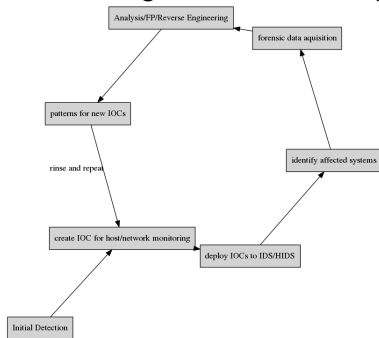 Analysis/FP/Reverse Engineering
forensic data aquisition
patterns for new IOCs
identify affected systems
rinse and repeat
create IOC for host/network monitoring
deploy IOCs to IDS/HIDS
Initial Detection